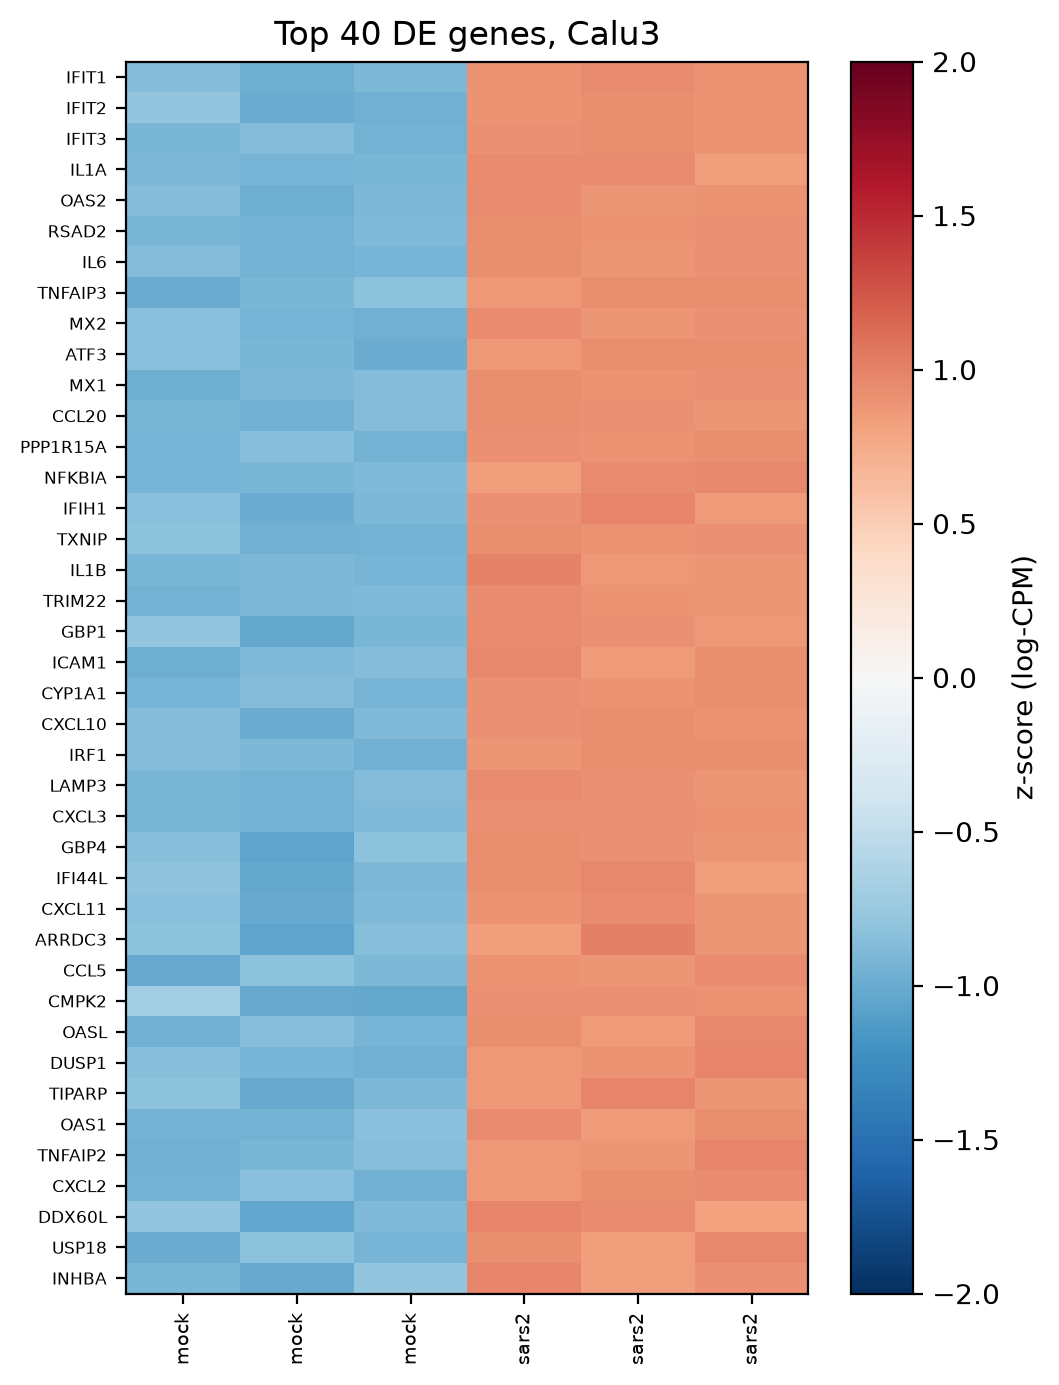 Top 40 DE genes, Calu3
IFIT1
IFIT2
IFIT3
IL1A
OAS2
RSAD2
IL6
TNFAIP3
MX2
ATF3
MX1
CCL20
PPP1R15A
NFKBIA
IFIH1
TXNIP
IL1B
TRIM22
GBP1
ICAM1
CYP1A1
CXCL10
IRF1
LAMP3
CXCL3
GBP4
IFI44L
CXCL11
ARRDC3
CCL5
CMPK2
OASL
DUSP1
TIPARP
OAS1
TNFAIP2
CXCL2
DDX60L
USP18
INHBA
mock
mock
mock
sars2
sars2
sars2
2.0
1.5
1.0
0.5
0.0
−0.5
−1.0
−1.5
−2.0
z-score (log-CPM)